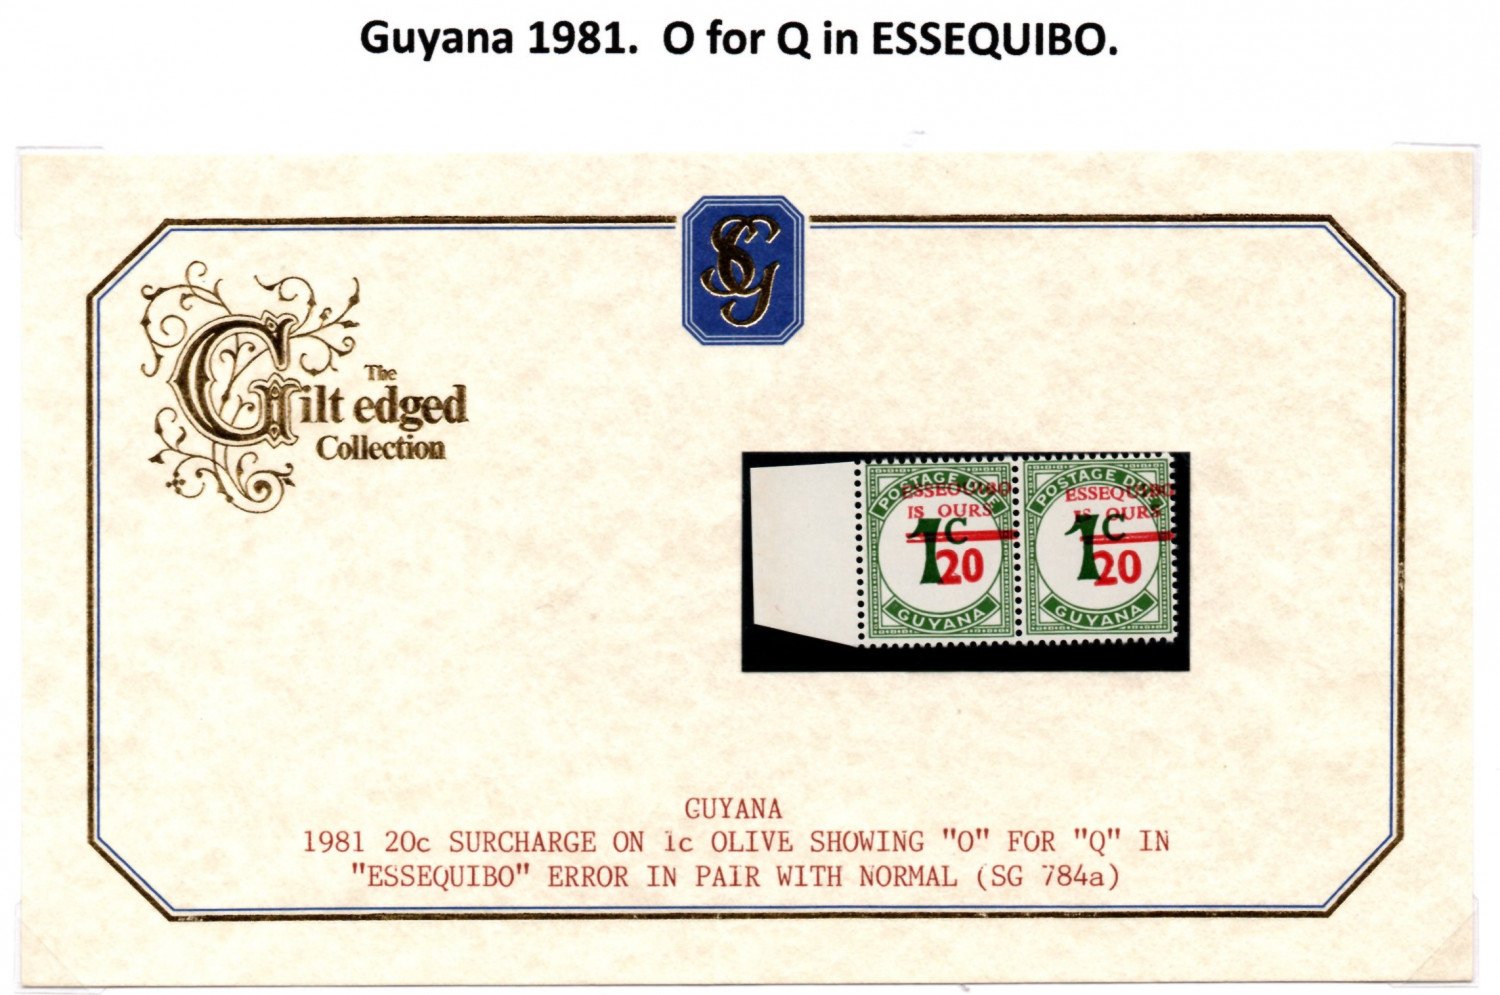 Guyana 1981. O for Q in ESSEQUIBO.
SG
The
Gilt edged
Collection
POSTAGE DUE
ESSEOUIBO
IS OURS
1c
20
GUYANA
POSTAGE DUE
ESSEQUIBO
IS OURS
1c
20
GUYANA
GUYANA
1981 20c SURCHARGE ON 1c OLIVE SHOWING "O" FOR "Q" IN
"ESSEQUIBO" ERROR IN PAIR WITH NORMAL (SG 784a)